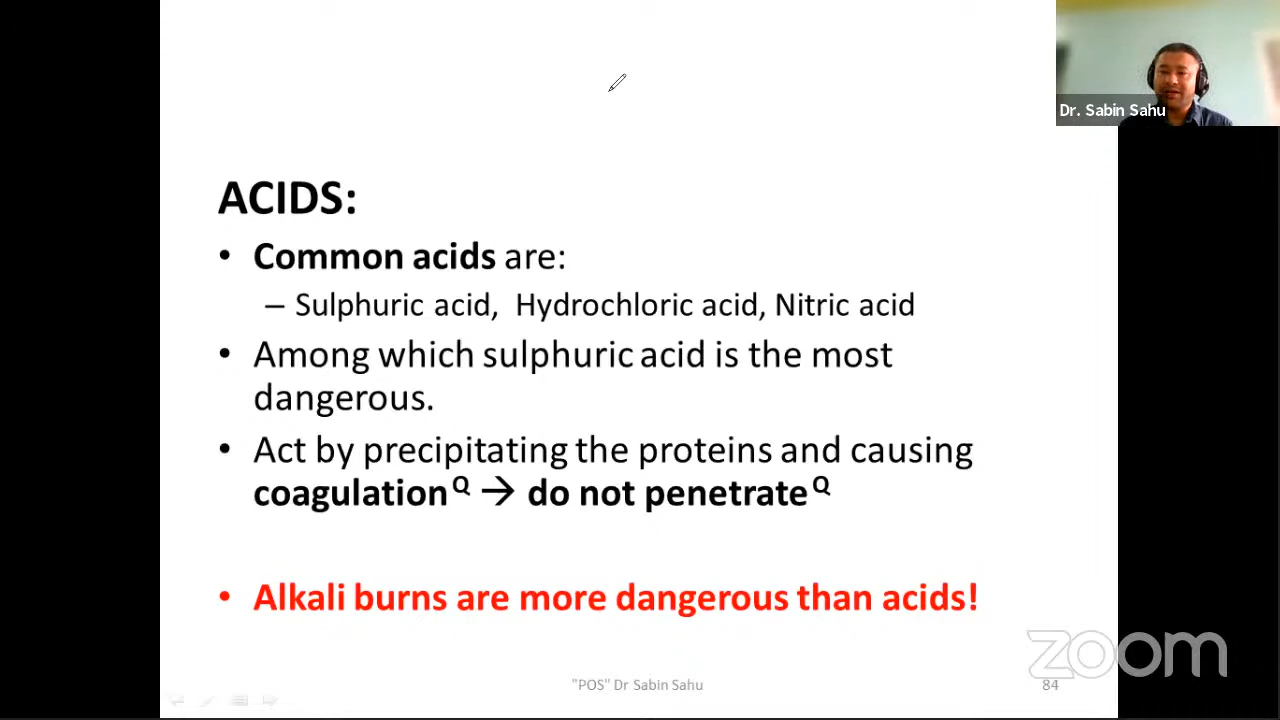 Dr. Sabin Sahu
ACIDS:
• Common acids are:
– Sulphuric acid, Hydrochloric acid, Nitric acid
• Among which sulphuric acid is the most
dangerous.
• Act by precipitating the proteins and causing
coagulationQ → do not penetrateQ
• Alkali burns are more dangerous than acids!
zoom
"POS" Dr Sabin Sahu
84